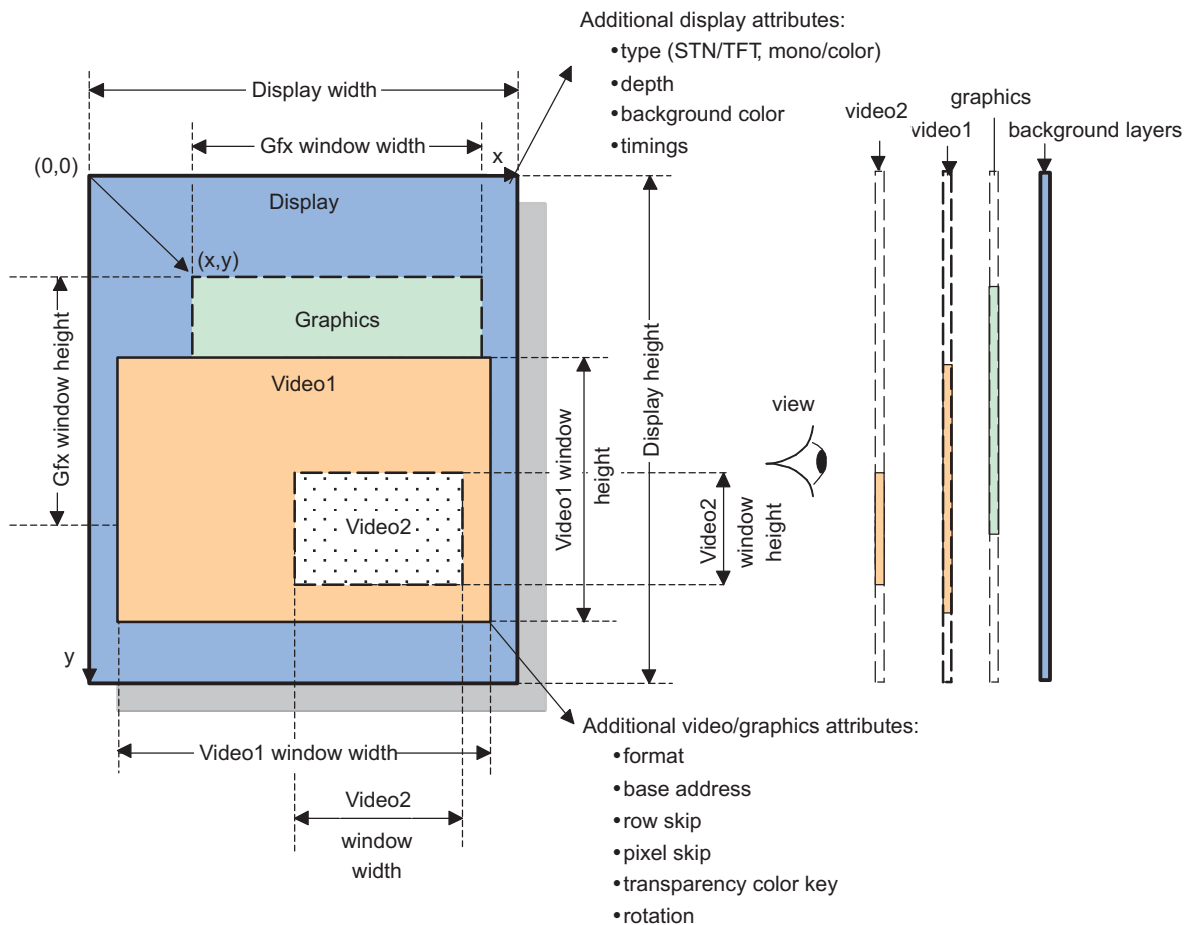 Additional display attributes:
•type (STN/TFT, mono/color)
•depth
•background color
•timings
Display width
Gfx window width
x
(0,0)
Display
(x,y)
Graphics
Gfx window height
Video1
Video2
Video1 window
height
Display height
Video2
window
height
view
video2
video1
graphics
background layers
y
Video1 window width
Video2
window
width
Additional video/graphics attributes:
•format
•base address
•row skip
•pixel skip
•transparency color key
•rotation